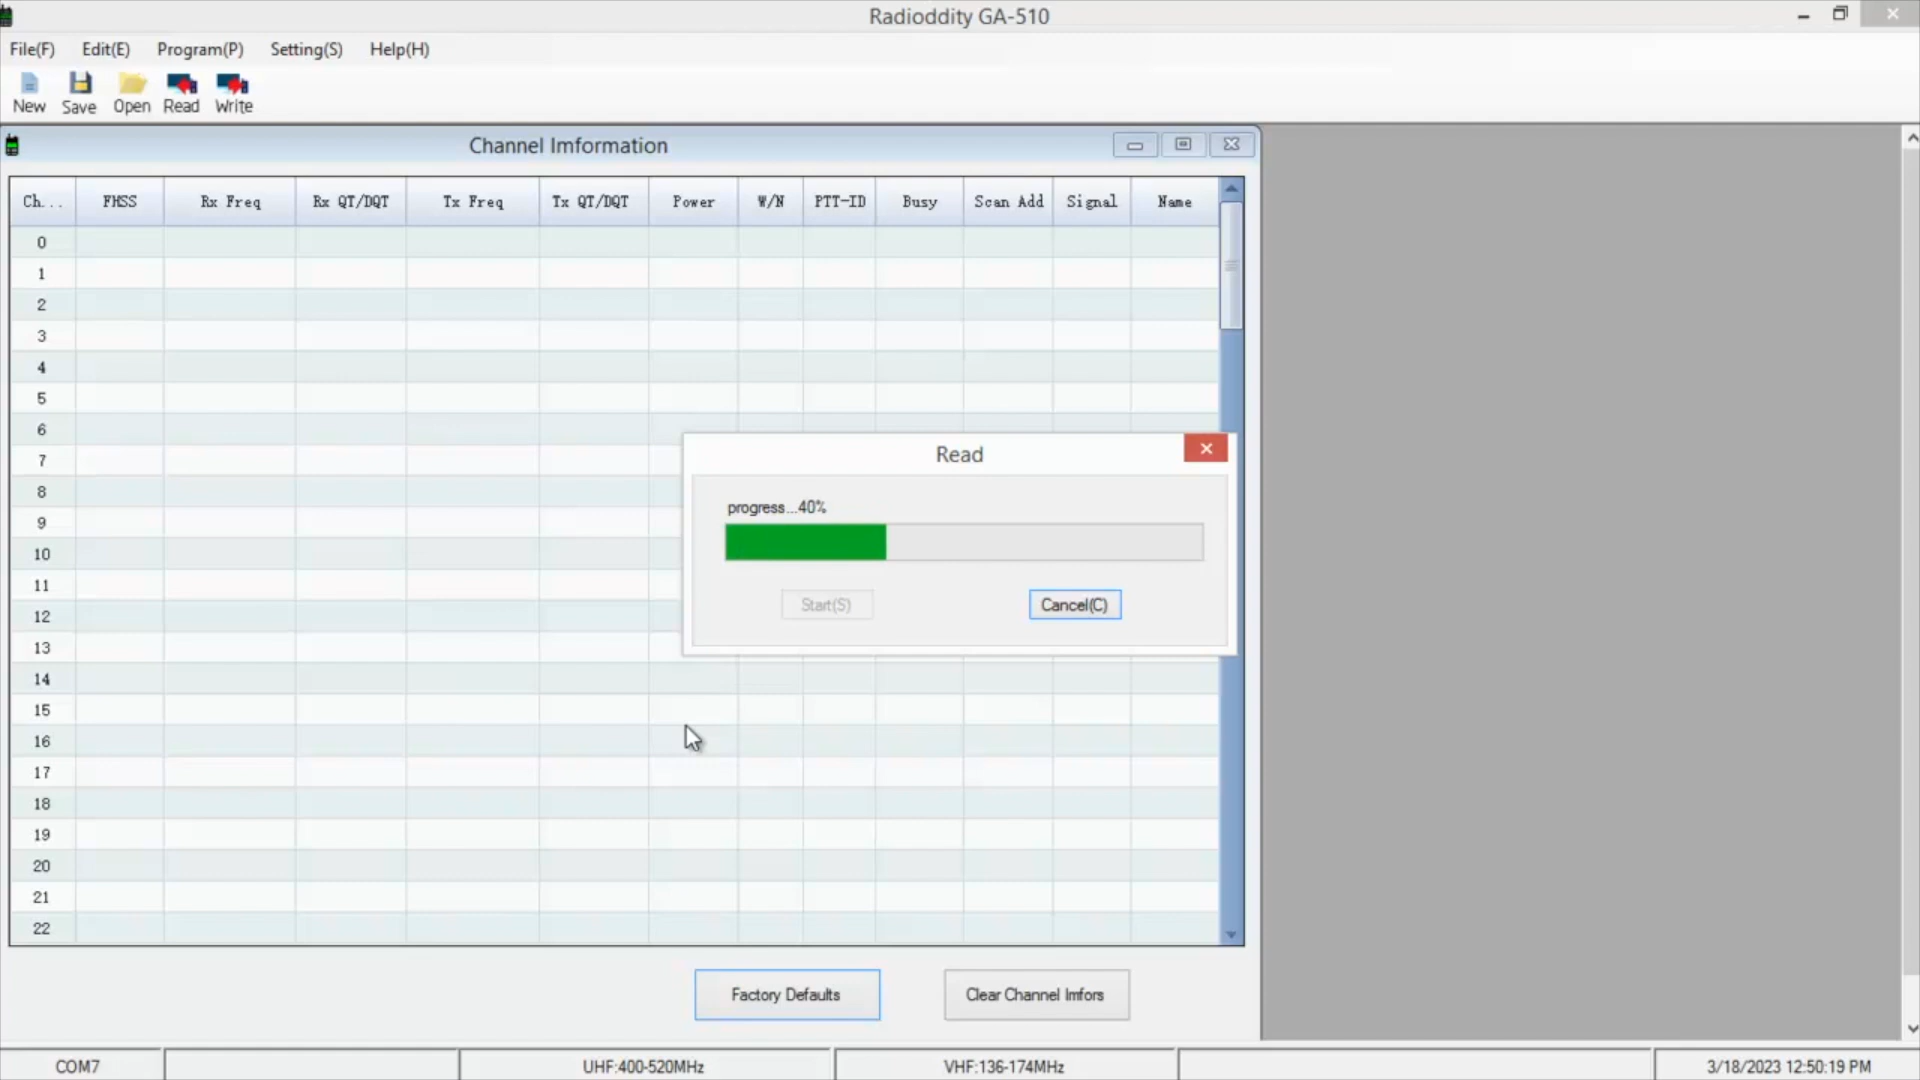 Radioddity GA-510
File(F) Edit(E) Program(P) Setting(S) Help(H)
New Save Open Read Write
Channel Imformation
Ch... FHSS Rx Freq Rx QT/DQT Tx Freq Tx QT/DQT Power W/N PTT-ID Busy Scan Add Signal Name
0
1
2
3
4
5
6
7
8
9
10
11
12
13
14
15
16
17
18
19
20
21
22
Read
progress...40%
Start(S) Cancel(C)
Factory Defaults Clear Channel Imfors
COM7 UHF:400-520MHz VHF:136-174MHz 3/18/2023 12:50:19 PM